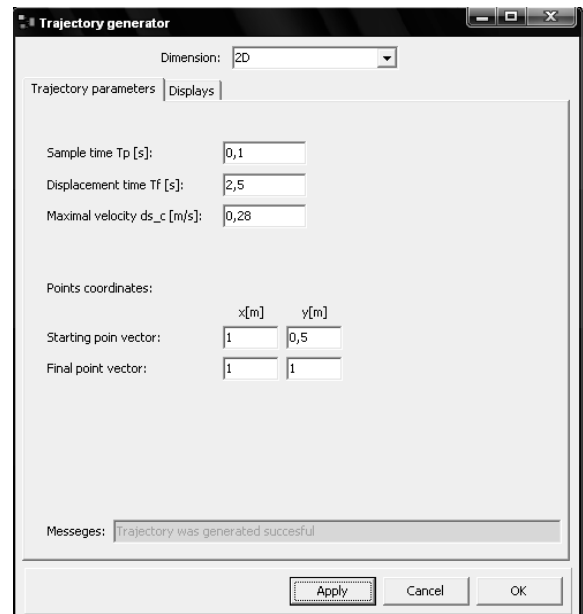 Trajectory generator
Dimension: 2D
Trajectory parameters Displays
Sample time Tp [s]: 0,1
Displacement time Tf [s]: 2,5
Maximal velocity ds_c [m/s]: 0,28
Points coordinates:
x[m] y[m]
Starting poin vector: 1 0,5
Final point vector: 1 1
Messeges: Trajectory was generated succesful
Apply Cancel OK